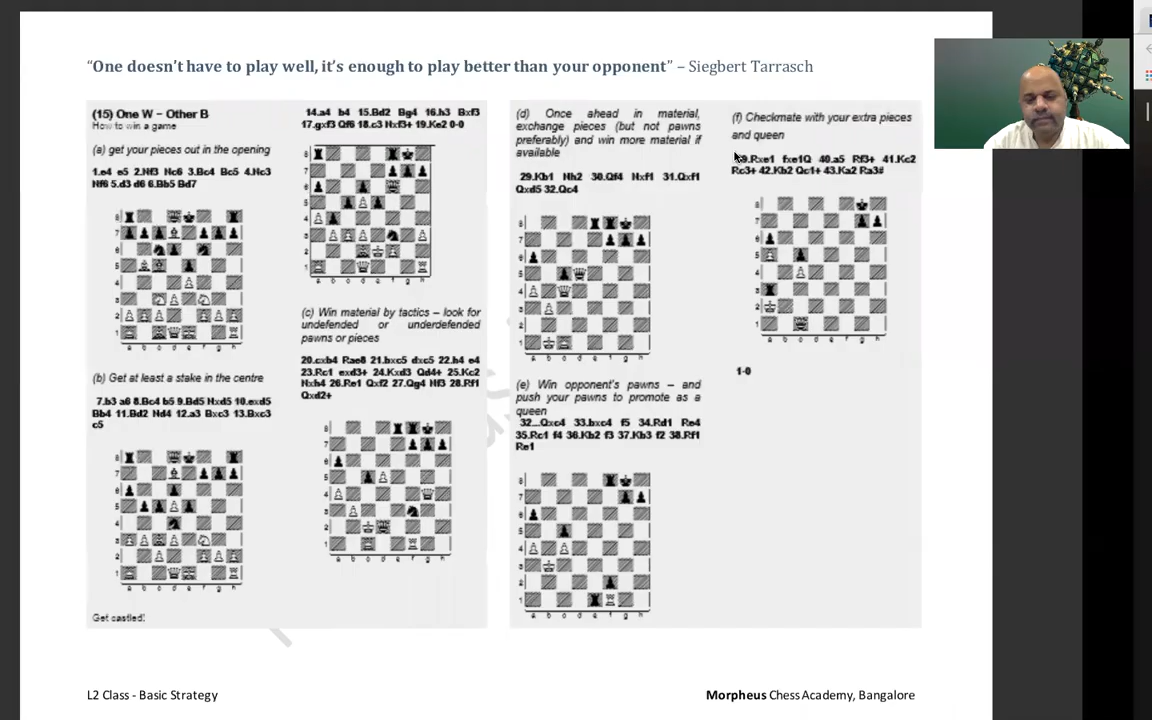 “One doesn't have to play well, it's enough to play better than your opponent” – Siegbert Tarrasch
(15) One W – Other B
How to win a game
(a) get your pieces out in the opening
1.e4 e5 2.Nf3 Nc6 3.Bc4 Bc5 4.Nc3
Nf6 5.d3 d6 6.Bb5 Bd7
(b) Get at least a stake in the centre
7.b3 a6 8.Bc4 b5 9.Bd5 Nxd5 10.exd5
Bb4 11.Bd2 Nd4 12.a3 Bxc3 13.Bxc3
c5
Get castled!
14.a4 b4 15.Bd2 Bg4 16.h3 Bxf3
17.gxf3 Qf6 18.c3 Nxf3+ 19.Ke2 0-0
(c) Win material by tactics – look for
undefended or underdefended
pawns or pieces
20.cxb4 Rae8 21.bxc5 dxc5 22.h4 e4
23.Rc1 exd3+ 24.Kxd3 Qd4+ 25.Kc2
Nxh4 26.Re1 Qxf2 27.Qg4 Nf3 28.Rf1
Qxd2+
(d) Once ahead in material,
exchange pieces (but not pawns
preferably) and win more material if
available
29.Kb1 Nh2 30.Qf4 Nxf1 31.Qxf1
Qxd5 32.Qc4
(e) Win opponent's pawns – and
push your pawns to promote as a
queen
32...Qxc4 33.bxc4 f5 34.Rd1 Re4
35.Rc1 f4 36.Kb2 f3 37.Kb3 f2 38.Rf1
Re1
(f) Checkmate with your extra pieces
and queen
39.Rxe1 fxe1Q 40.a5 Rf3+ 41.Kc2
Rc3+ 42.Kb2 Qc1+ 43.Ka2 Ra3#
1-0
L2 Class - Basic Strategy
Morpheus Chess Academy, Bangalore